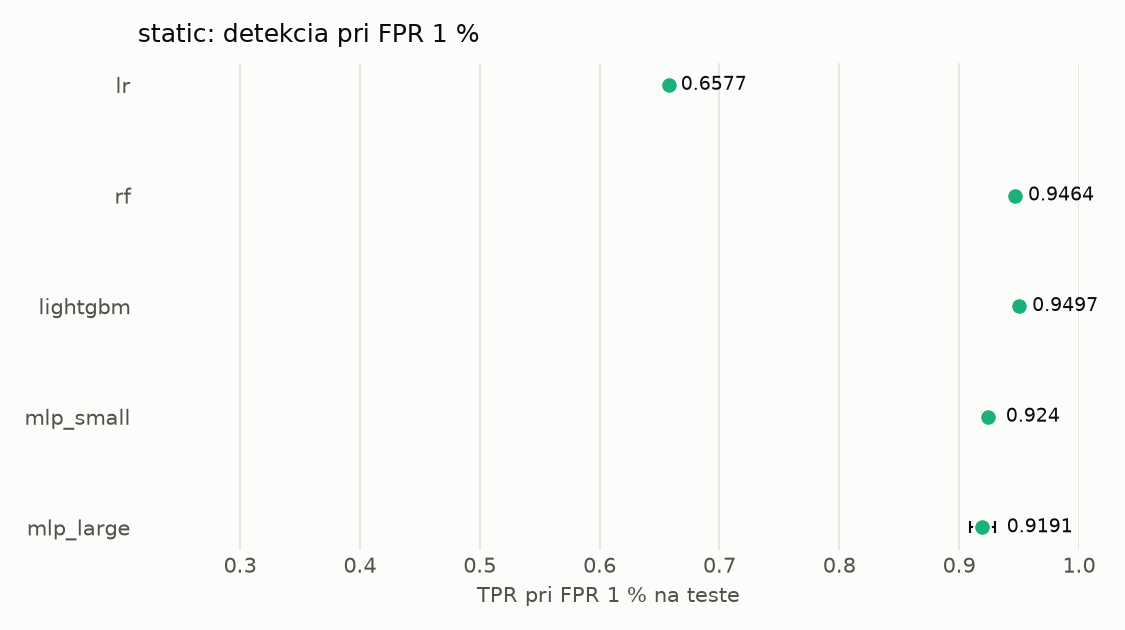 static: detekcia pri FPR 1 %
lr 0.6577
rf 0.9464
lightgbm 0.9497
mlp_small 0.924
mlp_large 0.9191
0.3 0.4 0.5 0.6 0.7 0.8 0.9 1.0
TPR pri FPR 1 % na teste